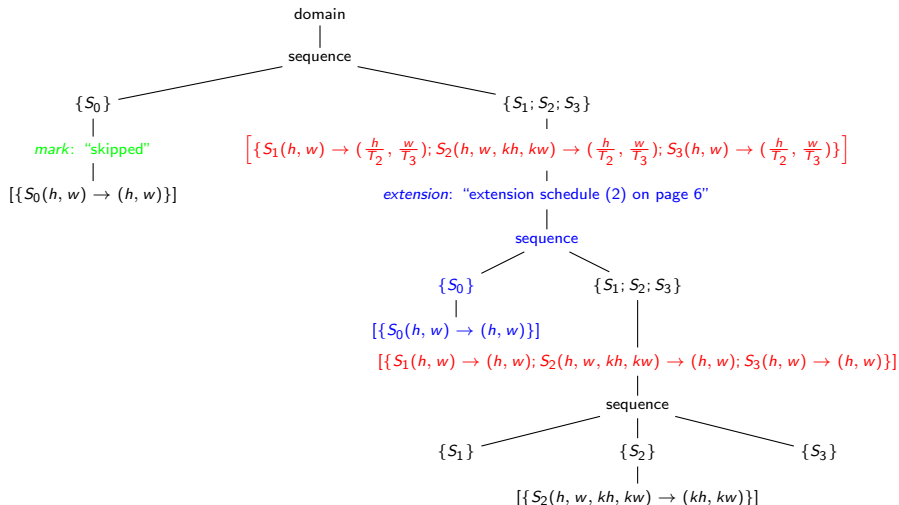 domain
sequence
{S₀} {S₁; S₂; S₃}
mark: “skipped” [{S₁(h, w) → (h/T₂, w/T₃); S₂(h, w, kh, kw) → (h/T₂, w/T₃); S₃(h, w) → (h/T₂, w/T₃)}]
[{S₀(h, w) → (h, w)}] extension: “extension schedule (2) on page 6”
sequence
{S₀} {S₁; S₂; S₃}
[{S₀(h, w) → (h, w)}]
[{S₁(h, w) → (h, w); S₂(h, w, kh, kw) → (h, w); S₃(h, w) → (h, w)}]
sequence
{S₁} {S₂} {S₃}
[{S₂(h, w, kh, kw) → (kh, kw)}]